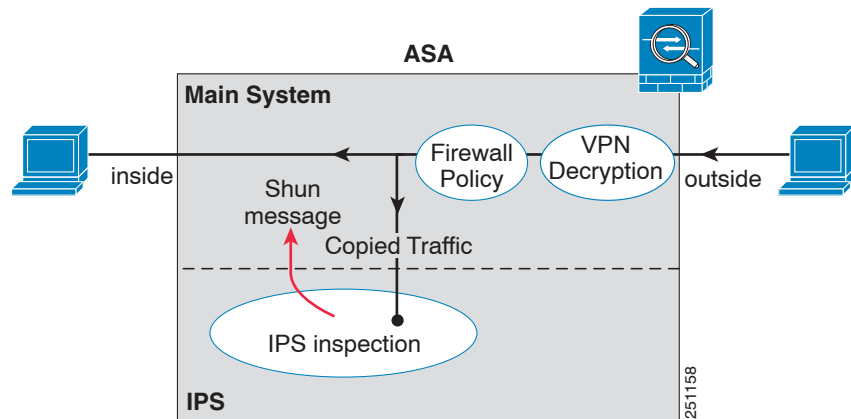 ASA
Main System
inside
Firewall
Policy
VPN
Decryption
outside
Shun
message
Copied Traffic
IPS inspection
IPS
251158